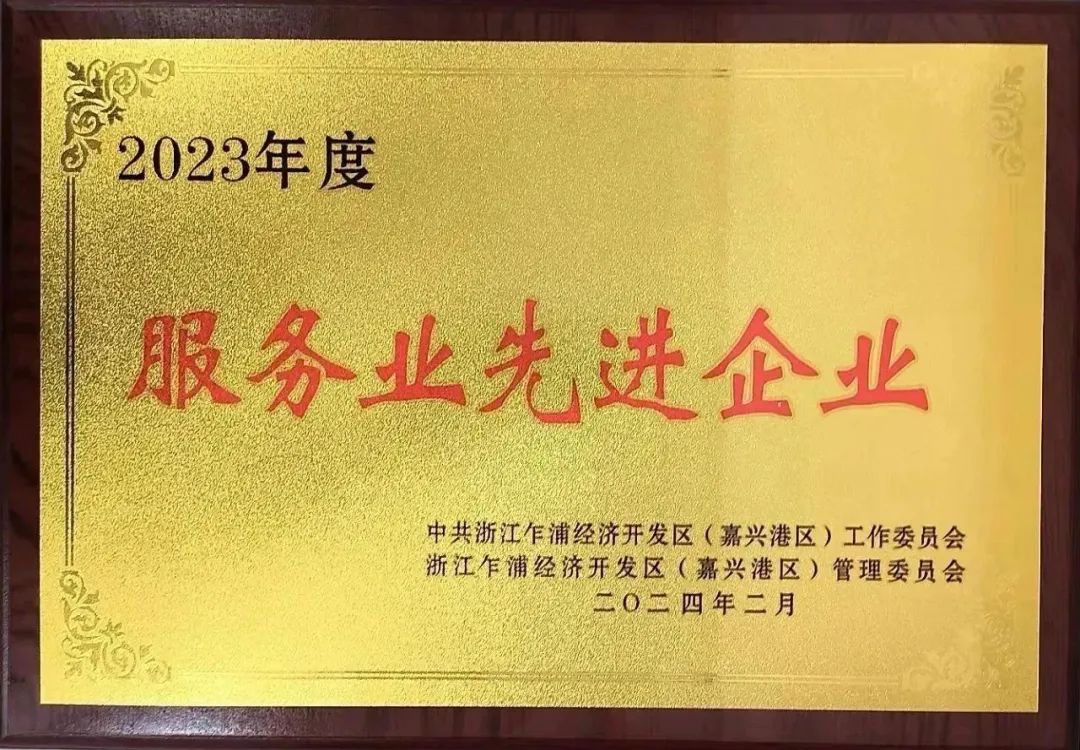 2023年度
服务业先进企业
中共浙江乍浦经济开发区（嘉兴港区）工作委员会
浙江乍浦经济开发区（嘉兴港区）管理委员会
二〇二四年二月